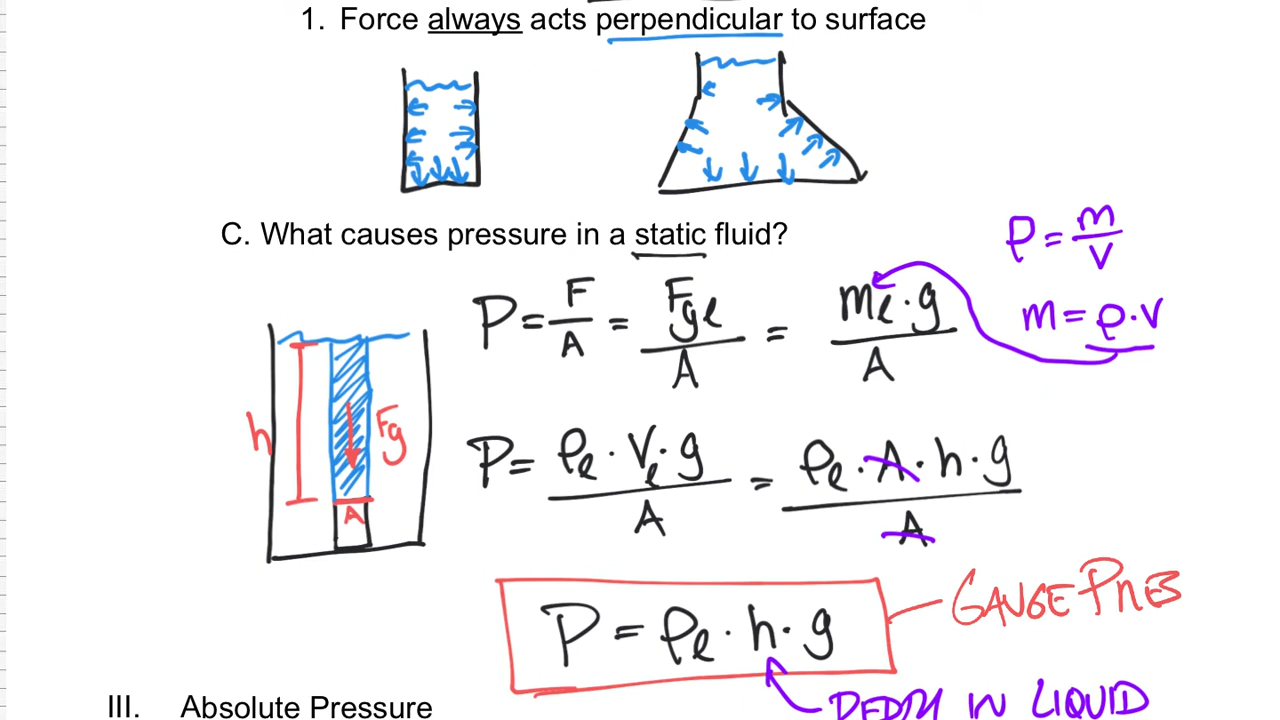 1. Force always acts perpendicular to surface
C. What causes pressure in a static fluid?
ρ = m/V
m = ρ·V
P = F/A = Fgℓ/A = mℓ·g/A
h
Fg
A
P = ρℓ·Vℓ·g/A = ρℓ·A·h·g/A
P = ρℓ·h·g
GAUGE PRES
DEPTH IN LIQUID
III. Absolute Pressure